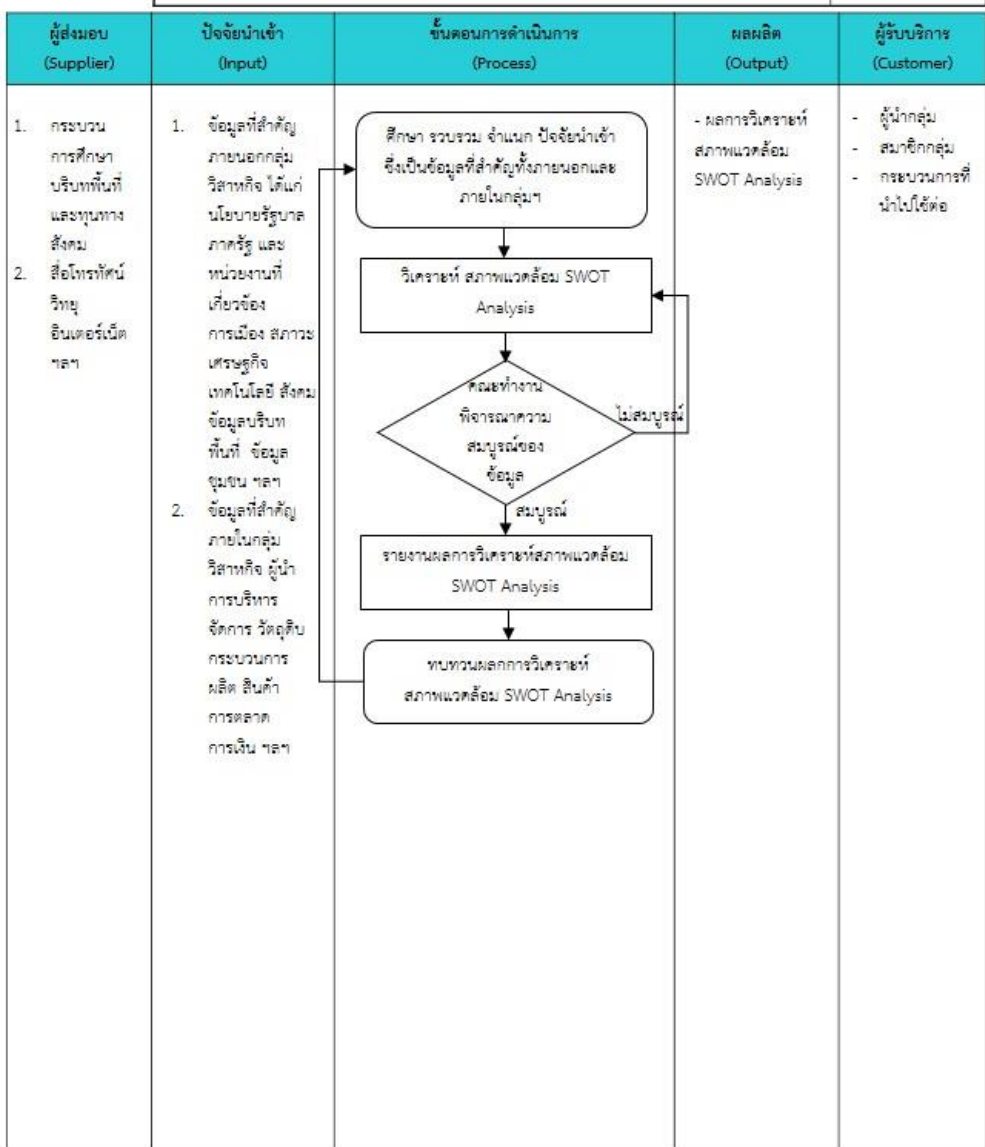 ผู้ส่งมอบ
(Supplier)
ปัจจัยนำเข้า
(Input)
ขั้นตอนการดำเนินการ
(Process)
ผลผลิต
(Output)
ผู้รับบริการ
(Customer)
1. กระบวน
การศึกษา
บริบทพื้นที่
และทุนทาง
สังคม
2. สื่อโทรทัศน์
วิทยุ
อินเตอร์เน็ต
ฯลฯ
1. ข้อมูลที่สำคัญ
ภายนอกกลุ่ม
วิสาหกิจ ได้แก่
นโยบายรัฐบาล
ภาครัฐ และ
หน่วยงานที่
เกี่ยวข้อง
การเมือง สภาวะ
เศรษฐกิจ
เทคโนโลยี สังคม
ข้อมูลบริบท
พื้นที่ ข้อมูล
ชุมชน ฯลฯ
2. ข้อมูลที่สำคัญ
ภายในกลุ่ม
วิสาหกิจ ผู้นำ
การบริหาร
จัดการ วัตถุดิบ
กระบวนการ
ผลิต สินค้า
การตลาด
การเงิน ฯลฯ
ศึกษา รวบรวม จำแนก ปัจจัยนำเข้า
ซึ่งเป็นข้อมูลที่สำคัญทั้งภายนอกและ
ภายในกลุ่มฯ
วิเคราะห์ สภาพแวดล้อม SWOT
Analysis
คณะทำงาน
พิจารณาความ
สมบูรณ์ของ
ข้อมูล
ไม่สมบูรณ์
สมบูรณ์
รายงานผลการวิเคราะห์สภาพแวดล้อม
SWOT Analysis
ทบทวนผลกการวิเคราะห์
สภาพแวดล้อม SWOT Analysis
- ผลการวิเคราะห์
สภาพแวดล้อม
SWOT Analysis
- ผู้นำกลุ่ม
- สมาชิกกลุ่ม
- กระบวนการที่
นำไปใช้ต่อ